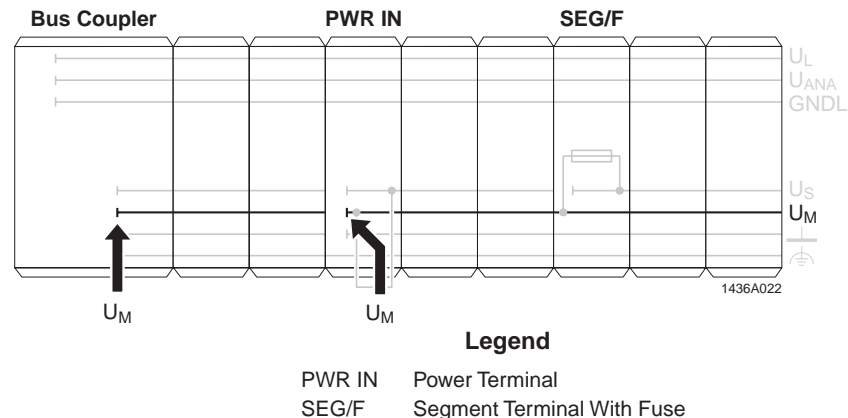 Bus Coupler PWR IN SEG/F
UL
UANA
GNDL
US
UM
1436A022
UM UM
Legend
PWR IN Power Terminal
SEG/F Segment Terminal With Fuse